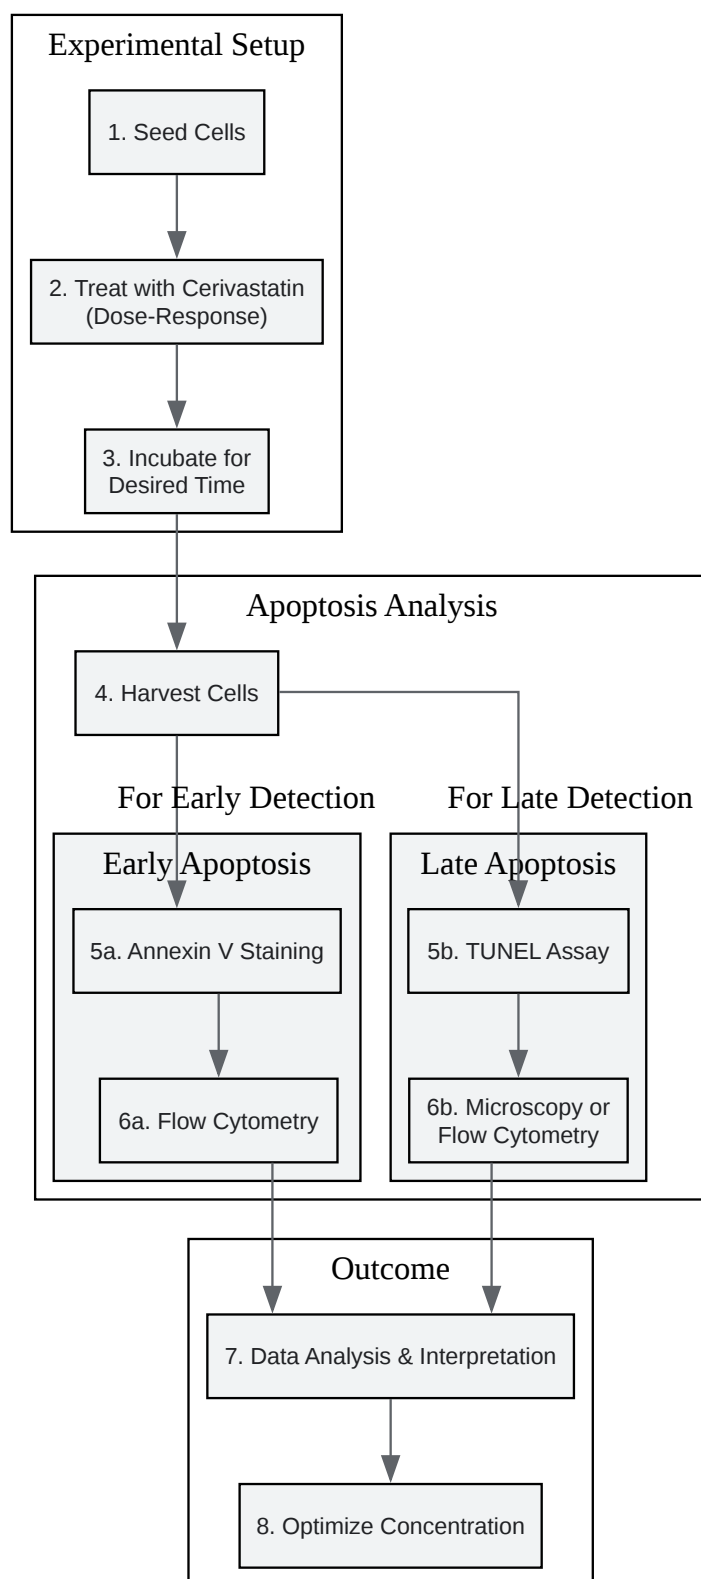 Experimental Setup
1. Seed Cells
2. Treat with Cerivastatin
(Dose-Response)
3. Incubate for
Desired Time
Apoptosis Analysis
4. Harvest Cells
For Early Detection
For Late Detection
Early Apoptosis
Late Apoptosis
5a. Annexin V Staining
5b. TUNEL Assay
6a. Flow Cytometry
6b. Microscopy or
Flow Cytometry
Outcome
7. Data Analysis & Interpretation
8. Optimize Concentration